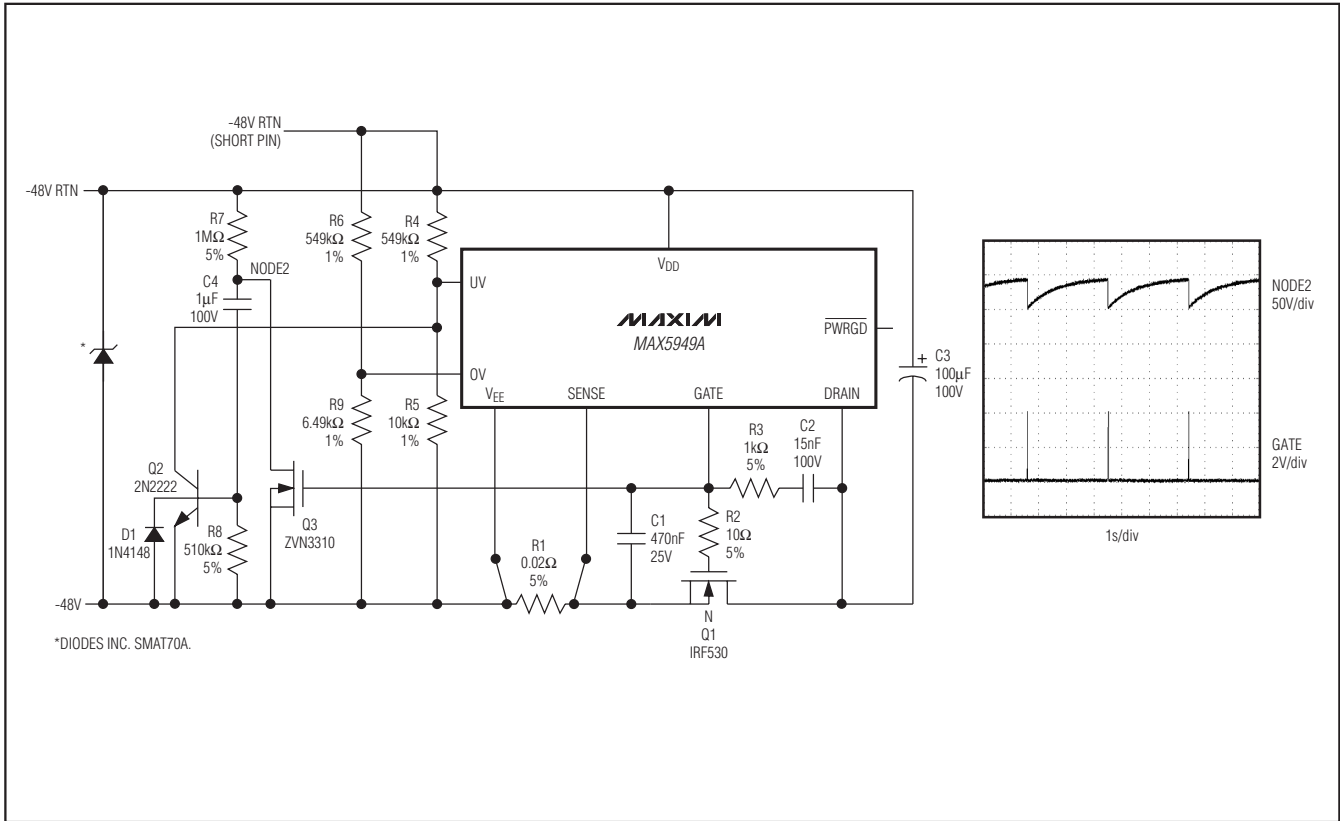 -48V RTN
(SHORT PIN)
-48V RTN
R7
1MΩ
5%
R6
549kΩ
1%
R4
549kΩ
1%
VDD
NODE2
C4
1µF
100V
UV
MAXIM
MAX5949A
PWRGD
*
+
C3
100µF
100V
OV
VEE
SENSE
GATE
DRAIN
R9
6.49kΩ
1%
R5
10kΩ
1%
R3
1kΩ
5%
C2
15nF
100V
Q2
2N2222
D1
1N4148
R8
510kΩ
5%
Q3
ZVN3310
R1
0.02Ω
5%
C1
470nF
25V
R2
10Ω
5%
-48V
N
Q1
IRF530
*DIODES INC. SMAT70A.
NODE2
50V/div
GATE
2V/div
1s/div